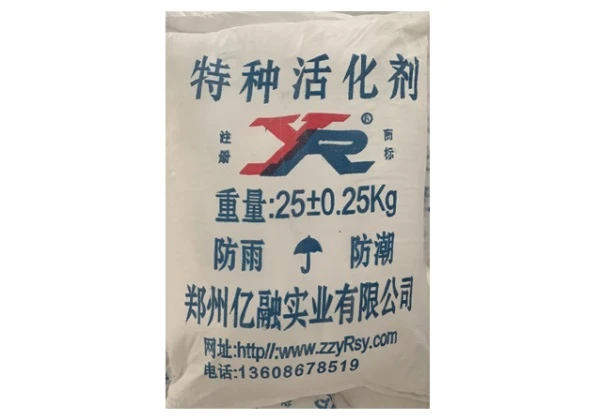 特种活化剂
注册 YR® 商标
重量:25±0.25Kg
防雨 防潮
郑州亿融实业有限公司
网址:http//:www.zzyRsy.com
电话:13608678519